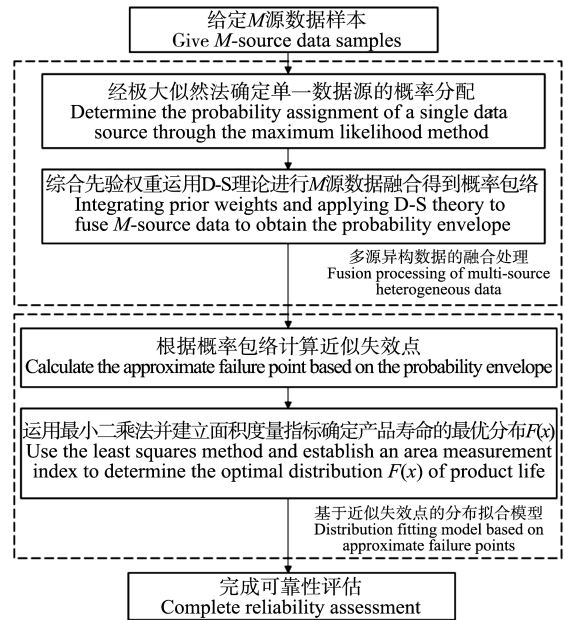 给定M源数据样本
Give M-source data samples
经极大似然法确定单一数据源的概率分配
Determine the probability assignment of a single data
source through the maximum likelihood method
综合先验权重运用D-S理论进行M源数据融合得到概率包络
Integrating prior weights and applying D-S theory to
fuse M-source data to obtain the probability envelope
多源异构数据的融合处理
Fusion processing of multi-source
heterogeneous data
根据概率包络计算近似失效点
Calculate the approximate failure point based on the probability envelope
运用最小二乘法并建立面积度量指标确定产品寿命的最优分布F(x)
Use the least squares method and establish an area measurement
index to determine the optimal distribution F(x) of product life
基于近似失效点的分布拟合模型
Distribution fitting model based on
approximate failure points
完成可靠性评估
Complete reliability assessment